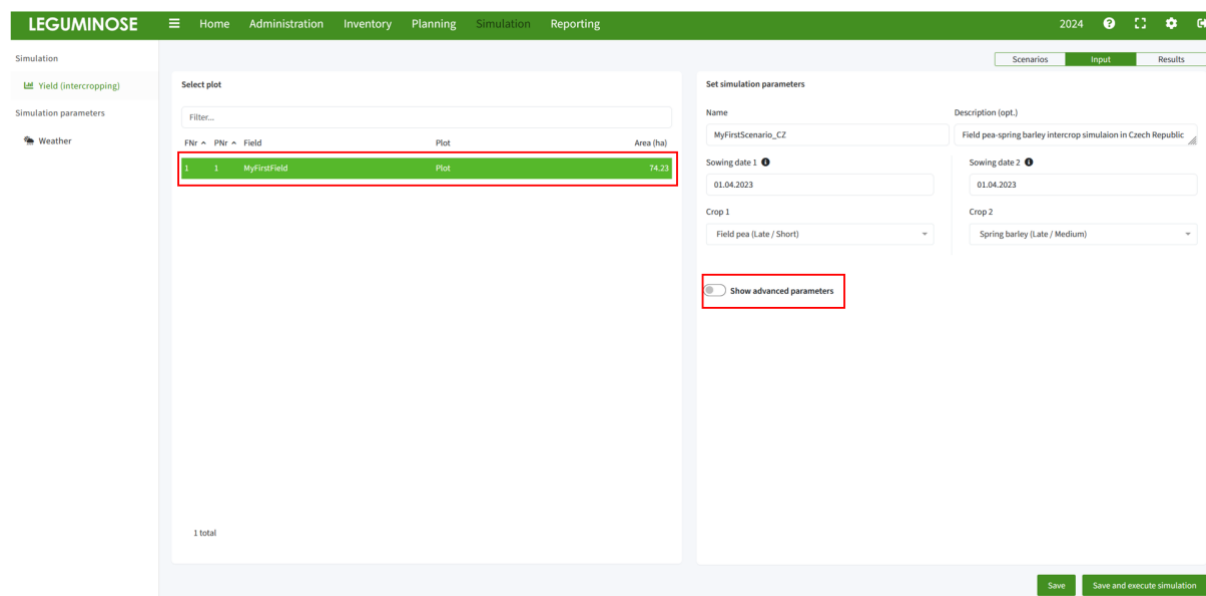 LEGUMINOSE Home Administration Inventory Planning Simulation Reporting 2024
Simulation
Yield (intercropping)
Simulation parameters
Weather
Scenarios Input Results
Select plot
Filter...
FNr PNr Field Plot Area (ha)
1 1 MyFirstField Plot 74.23
1 total
Set simulation parameters
Name Description (opt.)
MyFirstScenario_CZ Field pea-spring barley intercrop simulaion in Czech Republic
Sowing date 1 Sowing date 2
01.04.2023 01.04.2023
Crop 1 Crop 2
Field pea (Late / Short) Spring barley (Late / Medium)
Show advanced parameters
Save Save and execute simulation